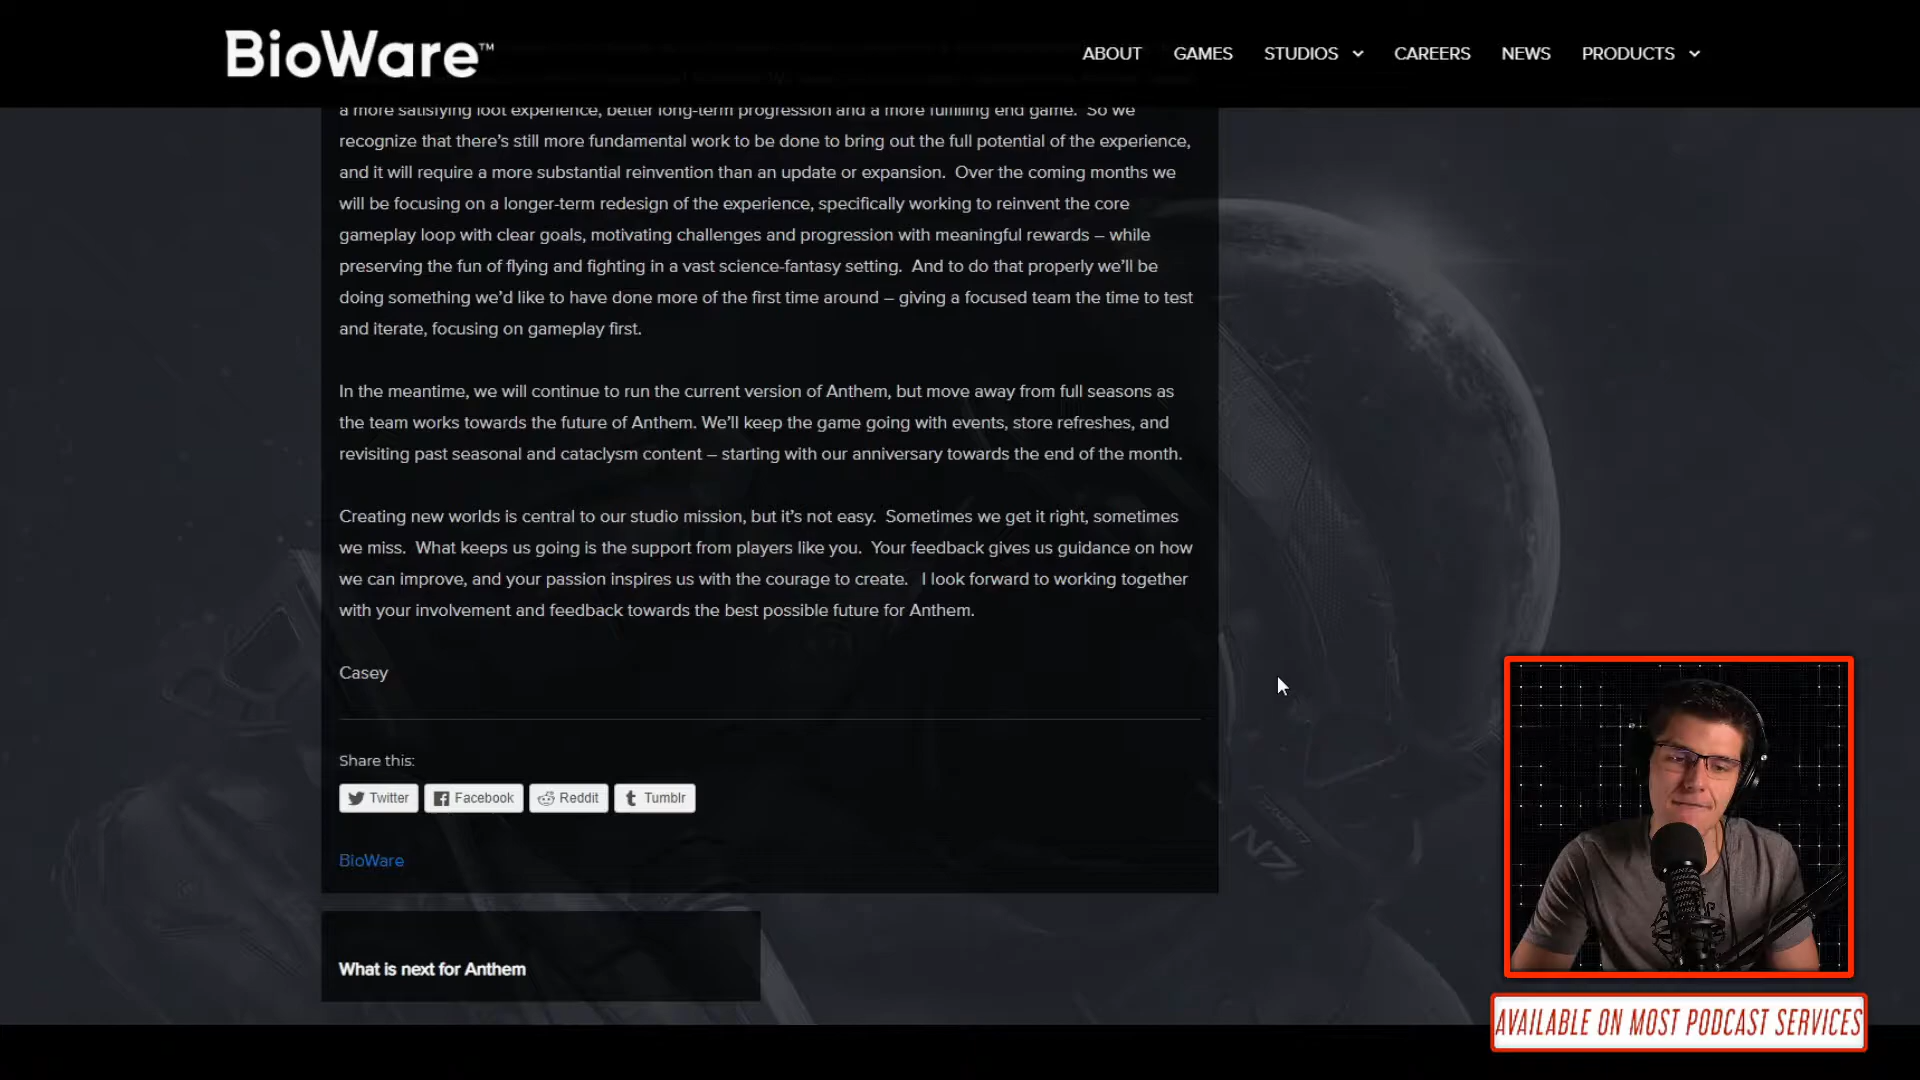 BioWare™
ABOUT GAMES STUDIOS CAREERS NEWS PRODUCTS
a more satisfying loot experience, better long-term progression and a more fulfilling end game.  So we
recognize that there's still more fundamental work to be done to bring out the full potential of the experience,
and it will require a more substantial reinvention than an update or expansion.  Over the coming months we
will be focusing on a longer-term redesign of the experience, specifically working to reinvent the core
gameplay loop with clear goals, motivating challenges and progression with meaningful rewards – while
preserving the fun of flying and fighting in a vast science-fantasy setting.  And to do that properly we'll be
doing something we'd like to have done more of the first time around – giving a focused team the time to test
and iterate, focusing on gameplay first.
In the meantime, we will continue to run the current version of Anthem, but move away from full seasons as
the team works towards the future of Anthem. We'll keep the game going with events, store refreshes, and
revisiting past seasonal and cataclysm content – starting with our anniversary towards the end of the month.
Creating new worlds is central to our studio mission, but it's not easy.  Sometimes we get it right, sometimes
we miss.  What keeps us going is the support from players like you.  Your feedback gives us guidance on how
we can improve, and your passion inspires us with the courage to create.   I look forward to working together
with your involvement and feedback towards the best possible future for Anthem.
Casey
Share this:
Twitter Facebook Reddit Tumblr
BioWare
What is next for Anthem
N7
AVAILABLE ON MOST PODCAST SERVICES